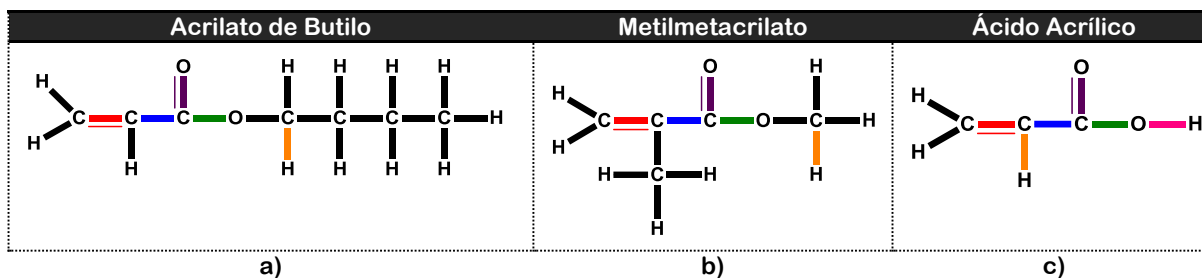 Acrilato de Butilo Metilmetacrilato Ácido Acrílico
O H H H H
H
C C C O C C C C H
H
H H H H H
O H
H
C C C O C H
H
H C H H
H
O
H
C C C O H
H
H
a) b) c)